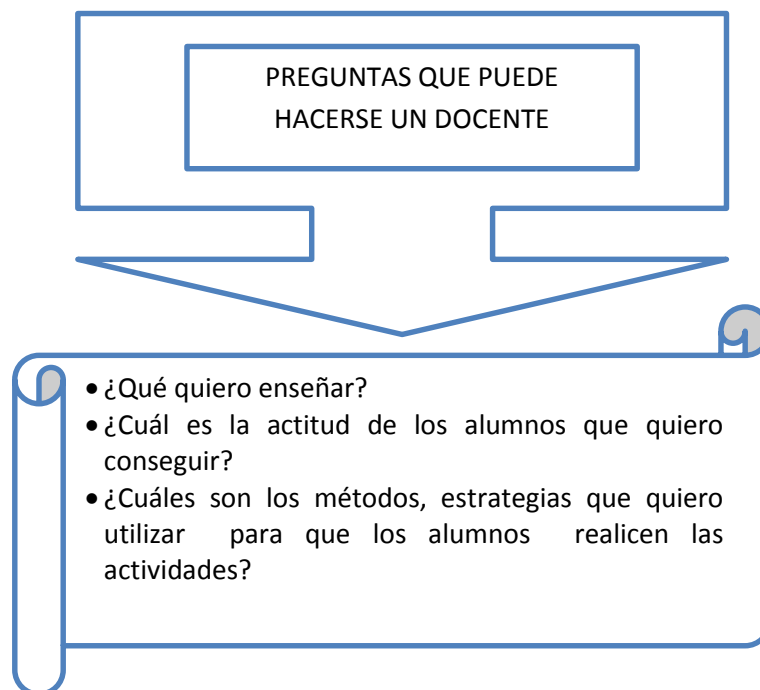 PREGUNTAS QUE PUEDE
HACERSE UN DOCENTE
• ¿Qué quiero enseñar?
• ¿Cuál es la actitud de los alumnos que quiero
conseguir?
• ¿Cuáles son los métodos, estrategias que quiero
utilizar para que los alumnos realicen las
actividades?